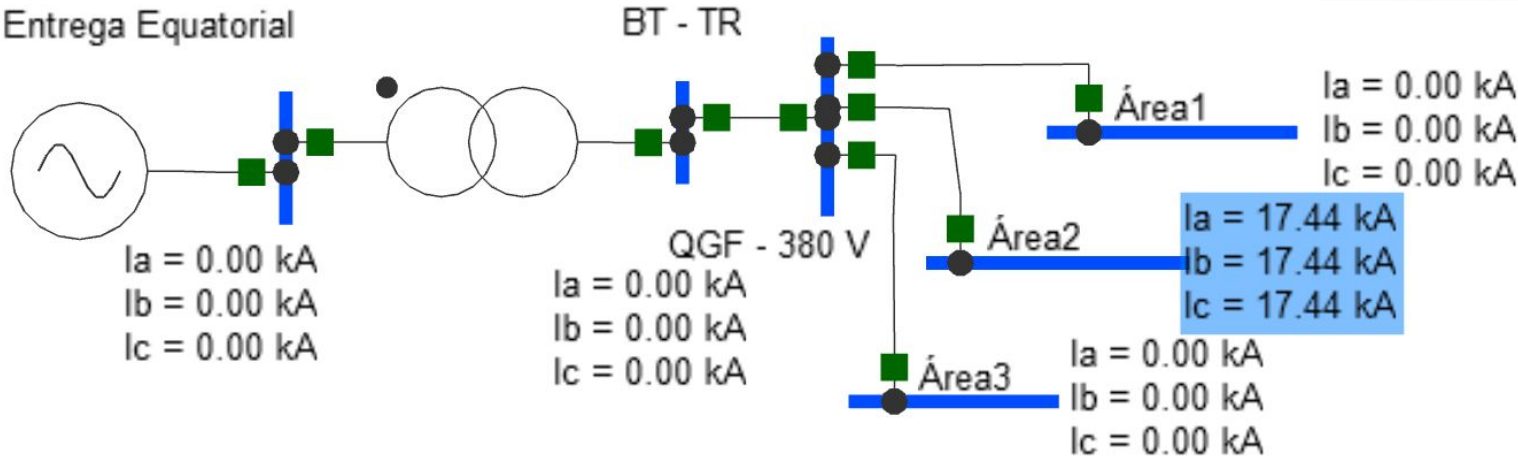 Entrega Equatorial
BT - TR
Área1
Ia = 0.00 kA
Ib = 0.00 kA
Ic = 0.00 kA
Área2
Ia = 17.44 kA
Ib = 17.44 kA
Ic = 17.44 kA
QGF - 380 V
Ia = 0.00 kA
Ib = 0.00 kA
Ic = 0.00 kA
Ia = 0.00 kA
Ib = 0.00 kA
Ic = 0.00 kA
Área3
Ia = 0.00 kA
Ib = 0.00 kA
Ic = 0.00 kA